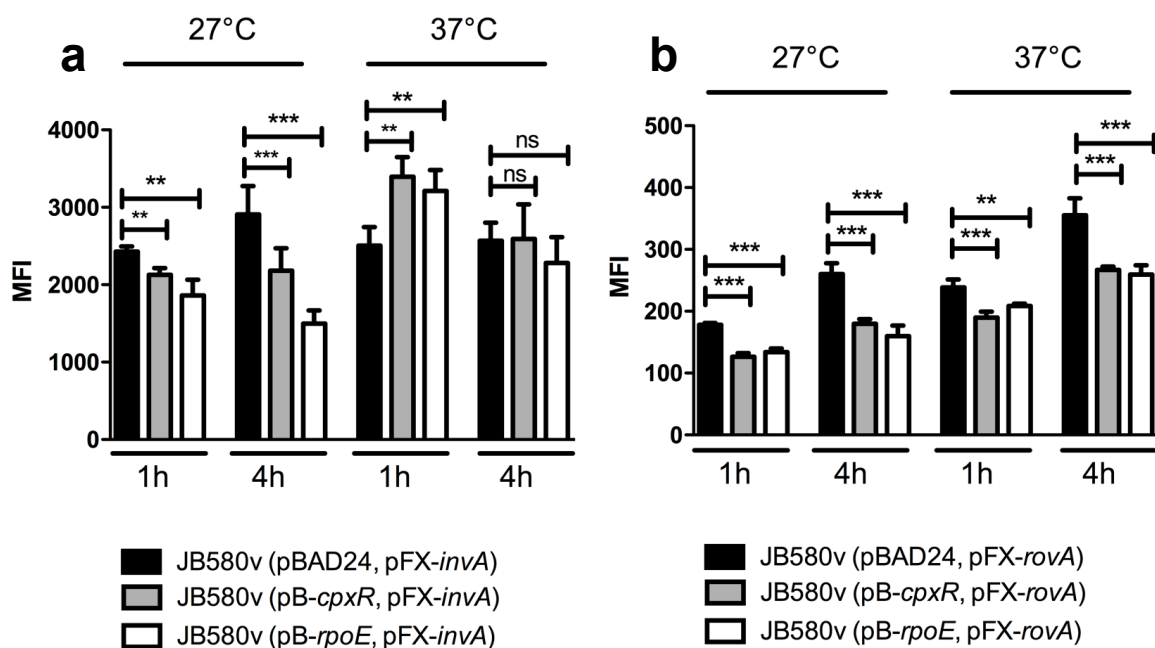 a
27°C
37°C
MFI
4000
3000
2000
1000
0
**
**
***
***
**
**
ns
ns
1h
4h
1h
4h
JB580v (pBAD24, pFX-invA)
JB580v (pB-cpxR, pFX-invA)
JB580v (pB-rpoE, pFX-invA)
b
27°C
37°C
MFI
500
400
300
200
100
0
***
***
***
***
**
***
***
***
1h
4h
1h
4h
JB580v (pBAD24, pFX-rovA)
JB580v (pB-cpxR, pFX-rovA)
JB580v (pB-rpoE, pFX-rovA)